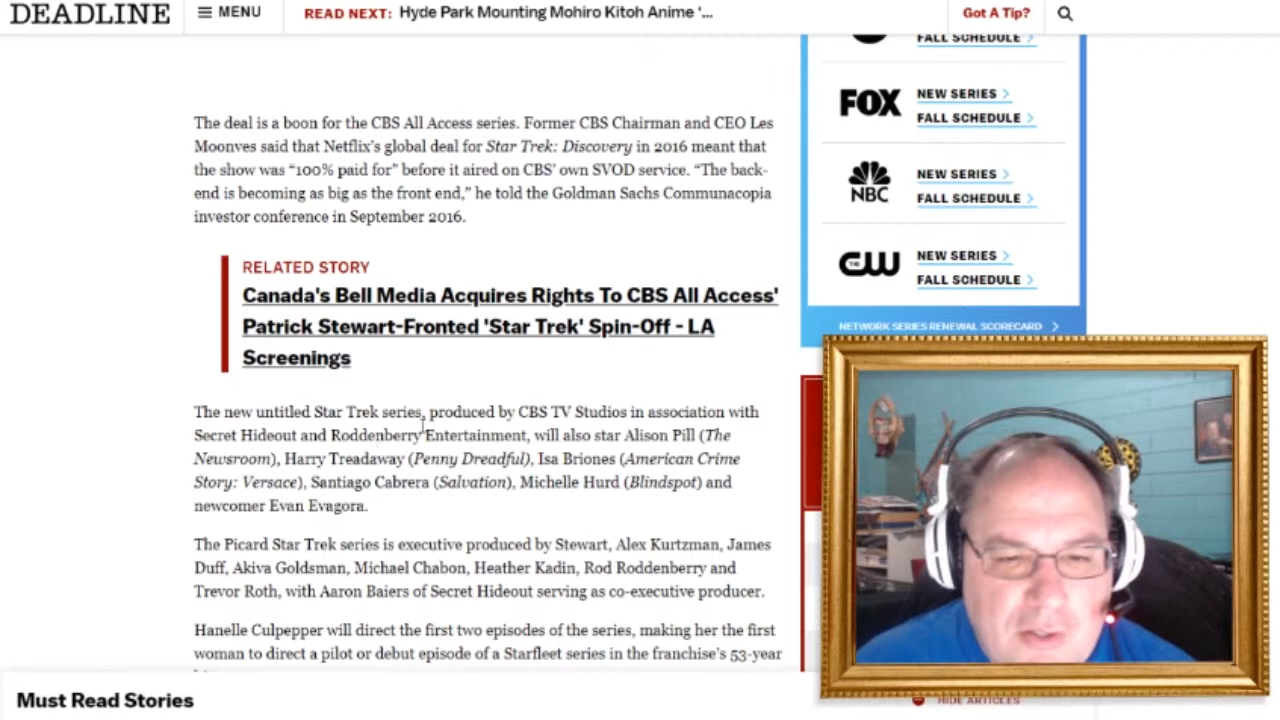 DEADLINE
MENU
READ NEXT: Hyde Park Mounting Mohiro Kitoh Anime '...
Got A Tip?
FALL SCHEDULE
FOX
NEW SERIES
FALL SCHEDULE
NBC
NEW SERIES
FALL SCHEDULE
THE CW
NEW SERIES
FALL SCHEDULE
NETWORK SERIES RENEWAL SCORECARD
The deal is a boon for the CBS All Access series. Former CBS Chairman and CEO Les
Moonves said that Netflix's global deal for Star Trek: Discovery in 2016 meant that
the show was “100% paid for” before it aired on CBS' own SVOD service. “The back-
end is becoming as big as the front end,” he told the Goldman Sachs Communacopia
investor conference in September 2016.
RELATED STORY
Canada's Bell Media Acquires Rights To CBS All Access'
Patrick Stewart-Fronted 'Star Trek' Spin-Off - LA
Screenings
The new untitled Star Trek series, produced by CBS TV Studios in association with
Secret Hideout and Roddenberry Entertainment, will also star Alison Pill (The
Newsroom), Harry Treadaway (Penny Dreadful), Isa Briones (American Crime
Story: Versace), Santiago Cabrera (Salvation), Michelle Hurd (Blindspot) and
newcomer Evan Evagora.
The Picard Star Trek series is executive produced by Stewart, Alex Kurtzman, James
Duff, Akiva Goldsman, Michael Chabon, Heather Kadin, Rod Roddenberry and
Trevor Roth, with Aaron Baiers of Secret Hideout serving as co-executive producer.
Hanelle Culpepper will direct the first two episodes of the series, making her the first
woman to direct a pilot or debut episode of a Starfleet series in the franchise's 53-year
Must Read Stories
HIDE ARTICLES